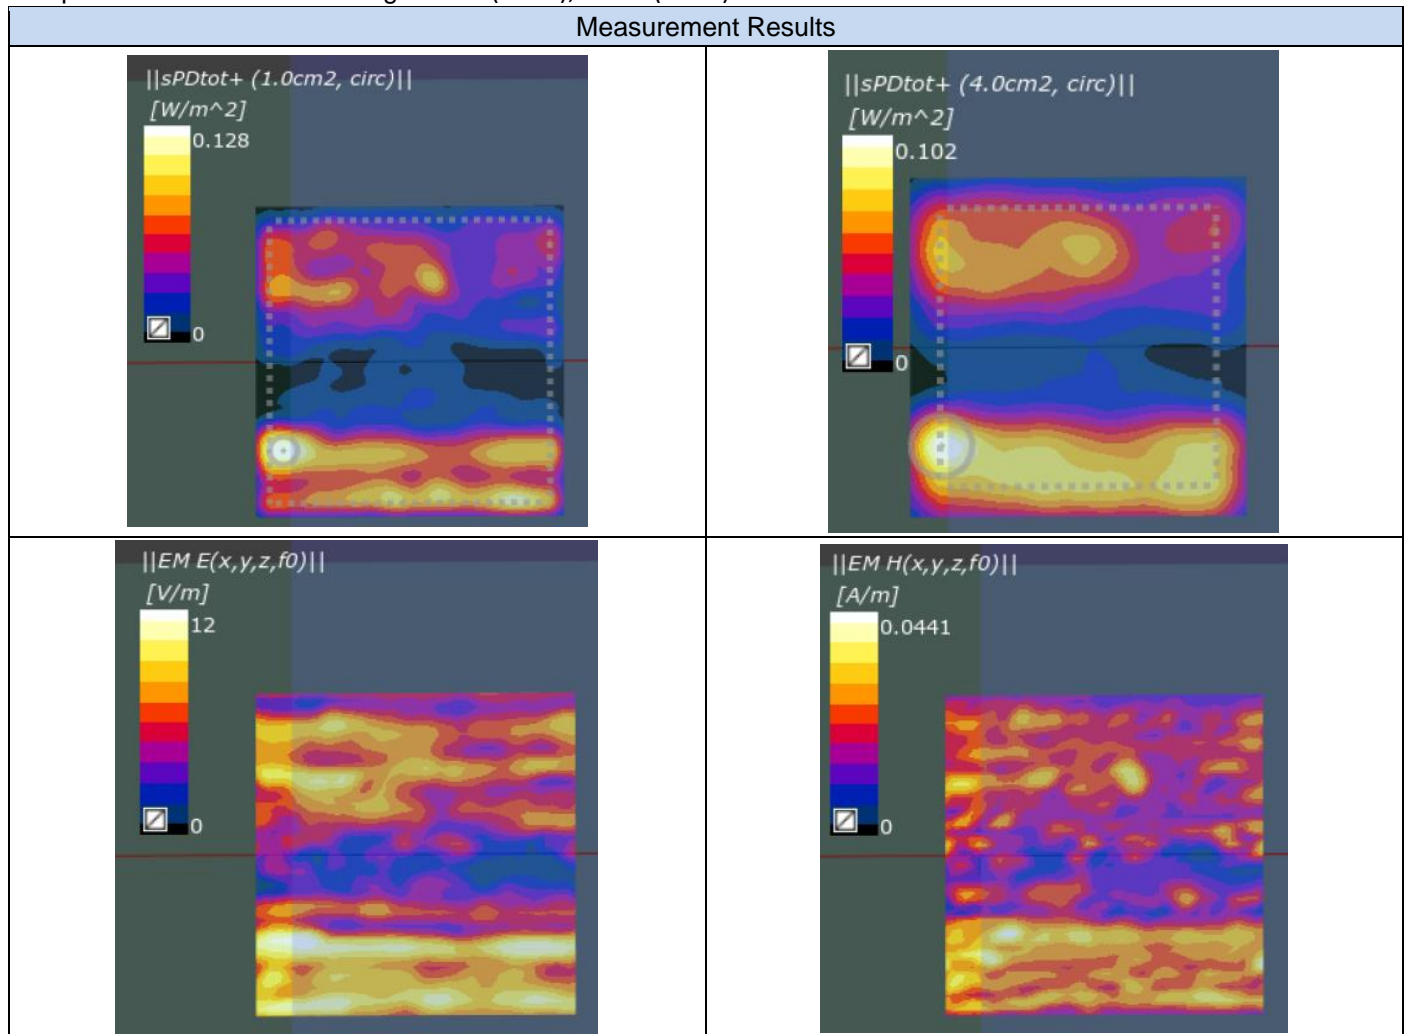 Measurement Results
||sPDtot+ (1.0cm2, circ)||
[W/m^2]
0.128
0
||sPDtot+ (4.0cm2, circ)||
[W/m^2]
0.102
0
||EM E(x,y,z,f0)||
[V/m]
12
0
||EM H(x,y,z,f0)||
[A/m]
0.0441
0